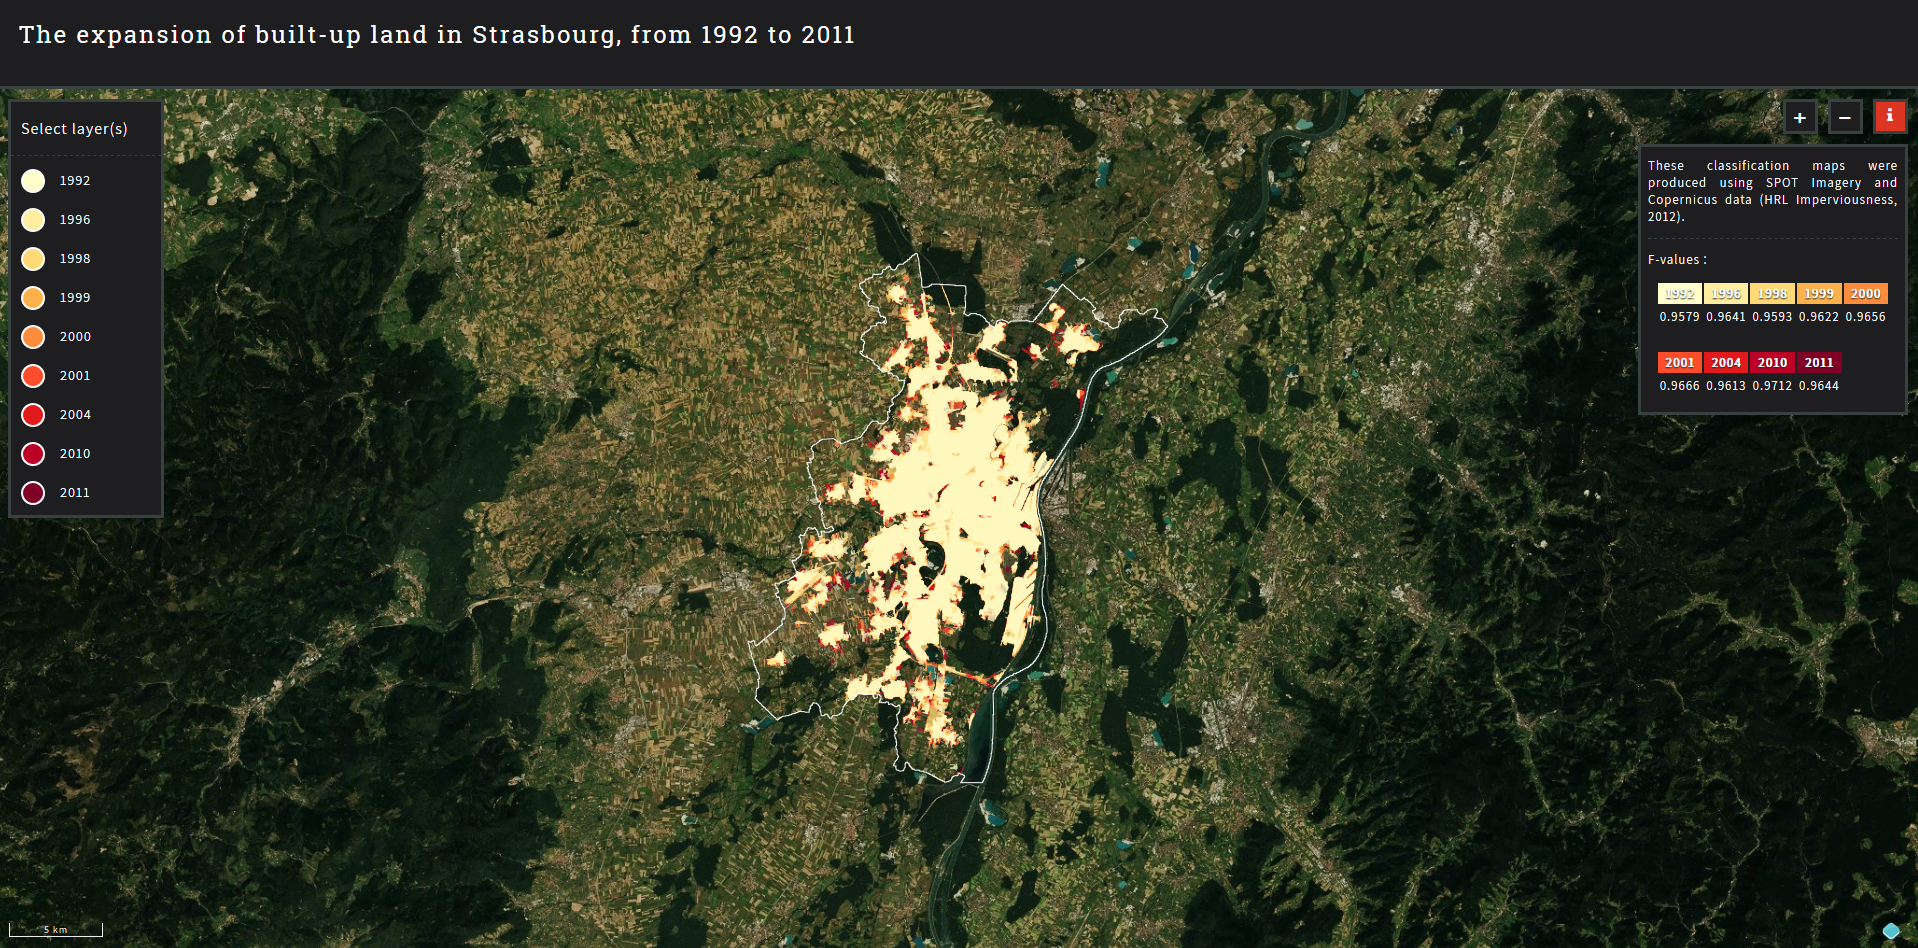 The expansion of built-up land in Strasbourg, from 1992 to 2011
Select layer(s)
1992
1996
1998
1999
2000
2001
2004
2010
2011
+
−
i
These classification maps were
produced using SPOT Imagery and
Copernicus data (HRL Imperviousness,
2012).
F-values :
1992 1996 1998 1999 2000
0.9579 0.9641 0.9593 0.9622 0.9656
2001 2004 2010 2011
0.9666 0.9613 0.9712 0.9644
5 km